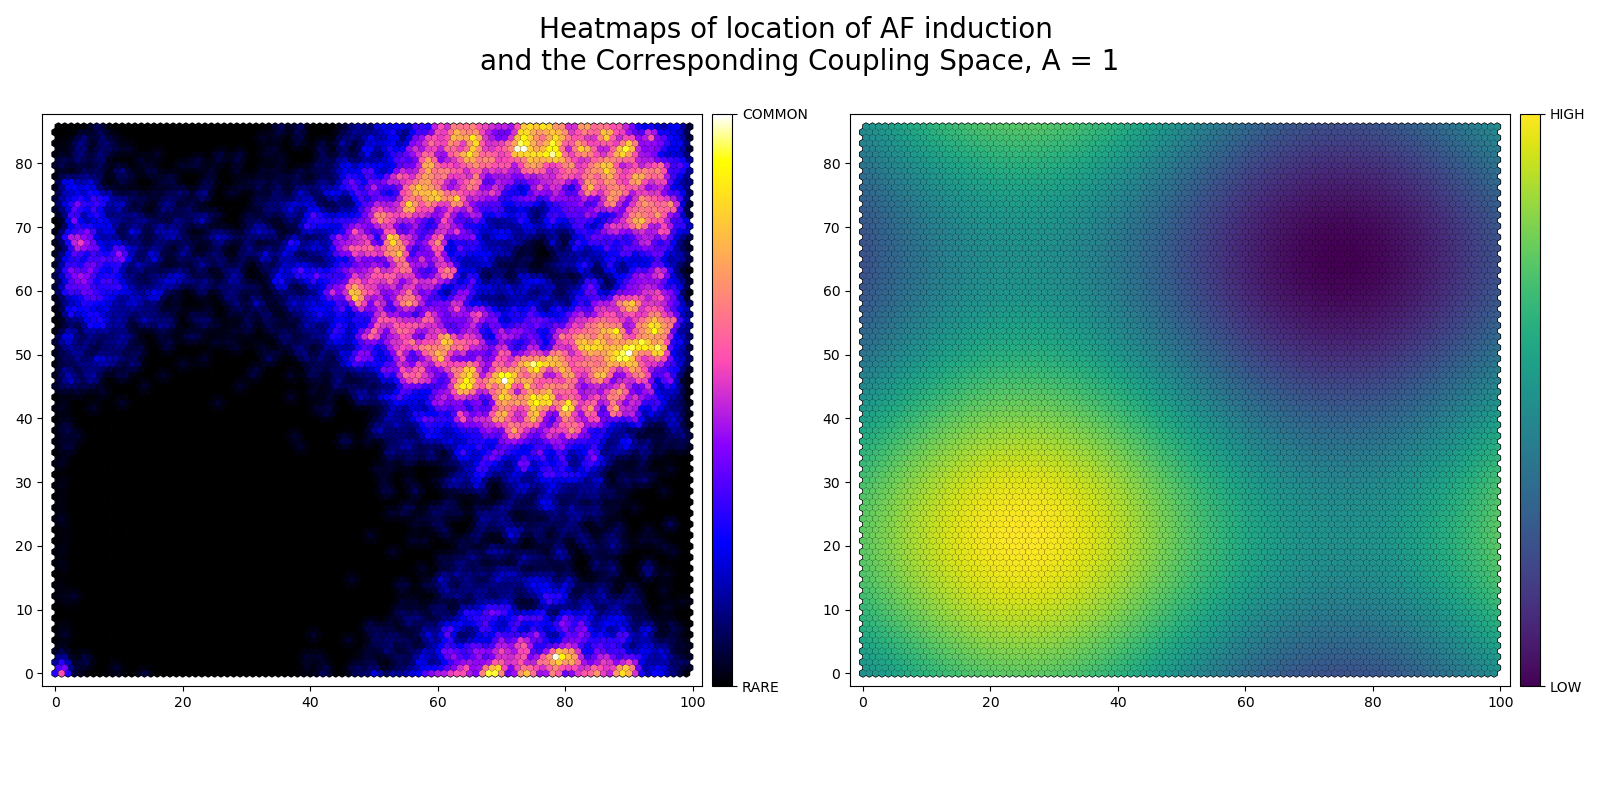 Heatmaps of location of AF induction
and the Corresponding Coupling Space, A = 1
COMMON
RARE
80
70
60
50
40
30
20
10
0
0 20 40 60 80 100
HIGH
LOW
80
70
60
50
40
30
20
10
0
0 20 40 60 80 100